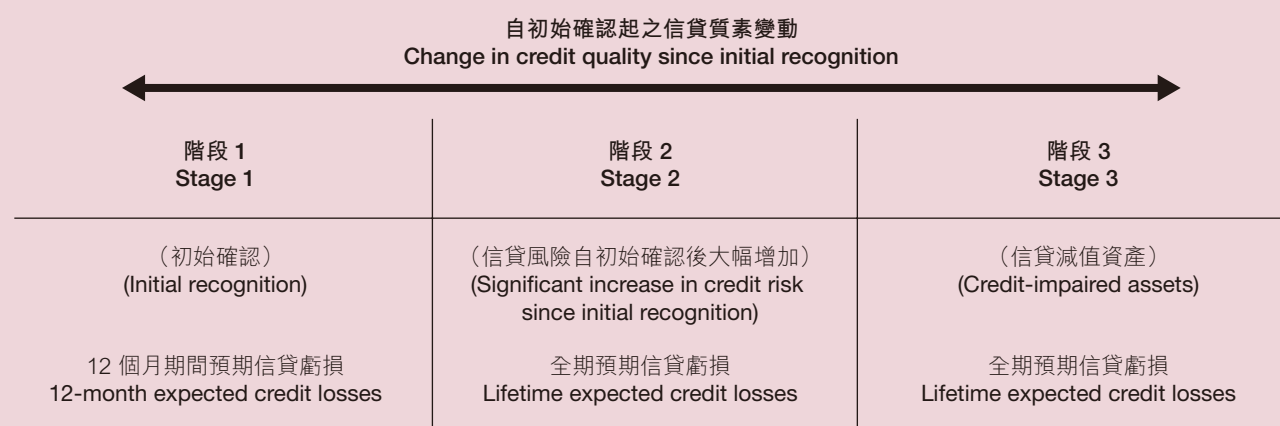 自初始確認起之信貸質素變動
Change in credit quality since initial recognition
階段 1
Stage 1
階段 2
Stage 2
階段 3
Stage 3
（初始確認）
(Initial recognition)
（信貸風險自初始確認後大幅增加）
(Significant increase in credit risk
since initial recognition)
（信貸減值資產）
(Credit-impaired assets)
12 個月期間預期信貸虧損
12-month expected credit losses
全期預期信貸虧損
Lifetime expected credit losses
全期預期信貸虧損
Lifetime expected credit losses